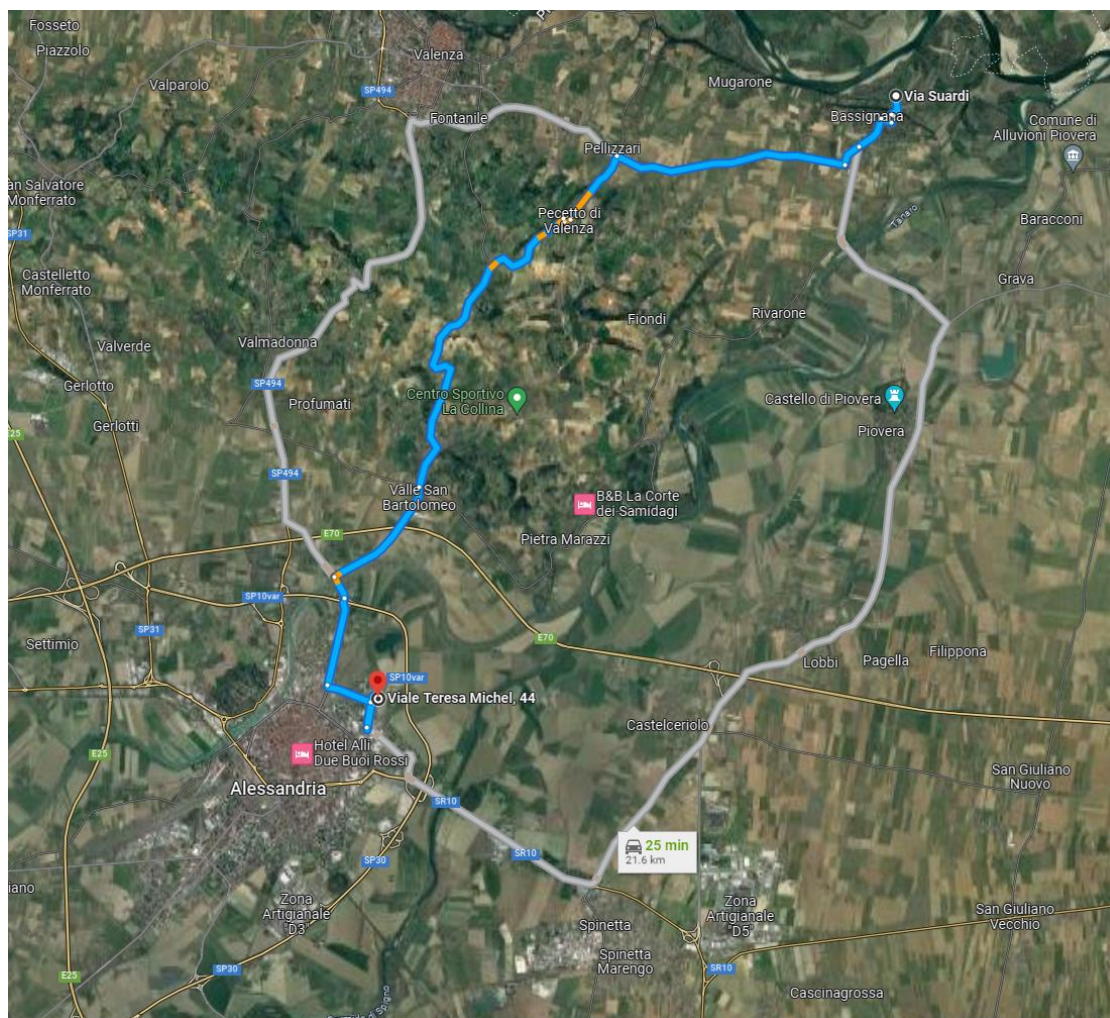 Fosseto
Piazzolo
Valparolo
Valenza
SP494
Fontanile
Mugarone
Via Suardi
Bassignana
Comune di
Alluvioni Piovera
Pellizzari
San Salvatore
Monferrato
SP31
Pecetto di
Valenza
Tanaro
Baracconi
Castelletto
Monferrato
Grava
Fiondi
Rivarone
Valmadonna
Valverde
SP494
Gerlotto
Profumati
Centro Sportivo
La Collina
Castello di Piovera
Gerlotti
E25
Piovera
SP494
Valle San
Bartolomeo
B&B La Corte
dei Samidagi
E70
Pietra Marazzi
SP10var
SP31
Settimio
E70
Filippona
Lobbi
Pagella
SP10var
Viale Teresa Michel, 44
Castelceriolo
Hotel Alli
Due Buoi Rossi
E25
Alessandria
San Giuliano
Nuovo
SR10
25 min
21.6 km
SR10
SP30
Zona
Artigianale
D3
Zona
Artigianale
D5
Spinetta
San Giuliano
Vecchio
Spinetta
Marengo
SP30
SR10
E25
E70
Cascinagrossa